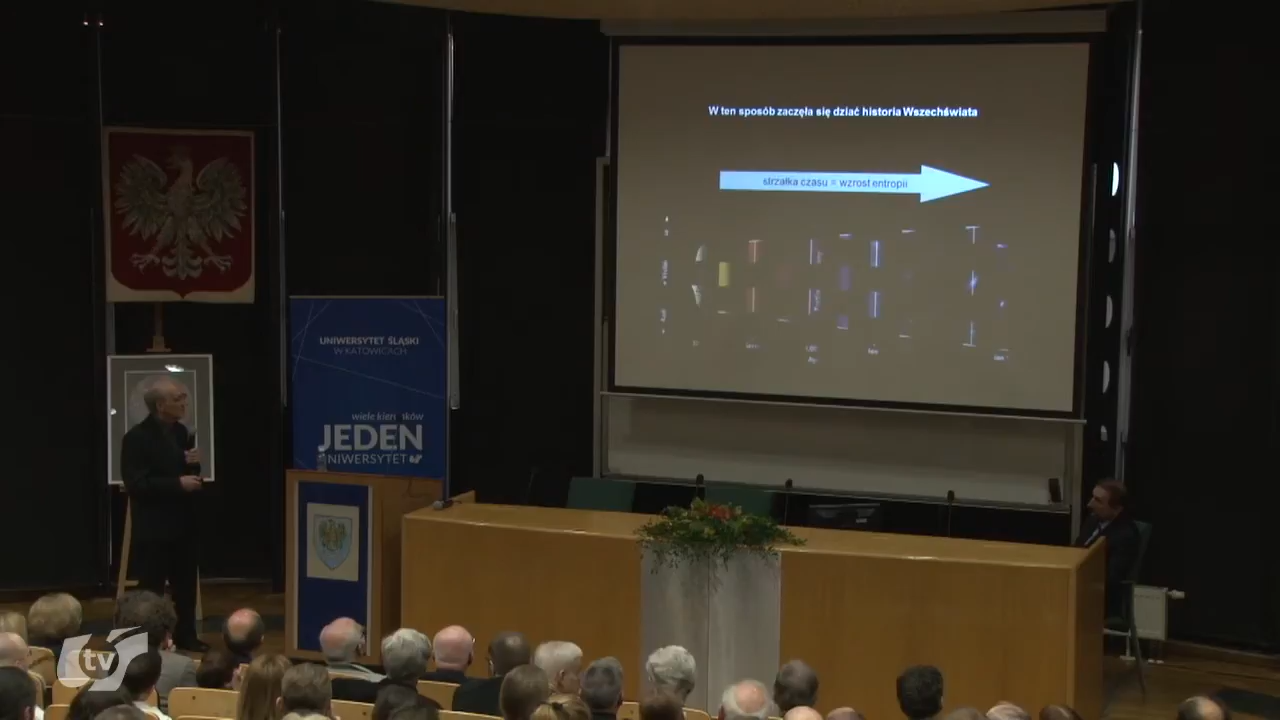 W ten sposób zaczęła się dziać historia Wszechświata
strzałka czasu = wzrost entropii
UNIWERSYTET ŚLĄSKI
W KATOWICACH
JEDEN
UNIWERSYTET
tv